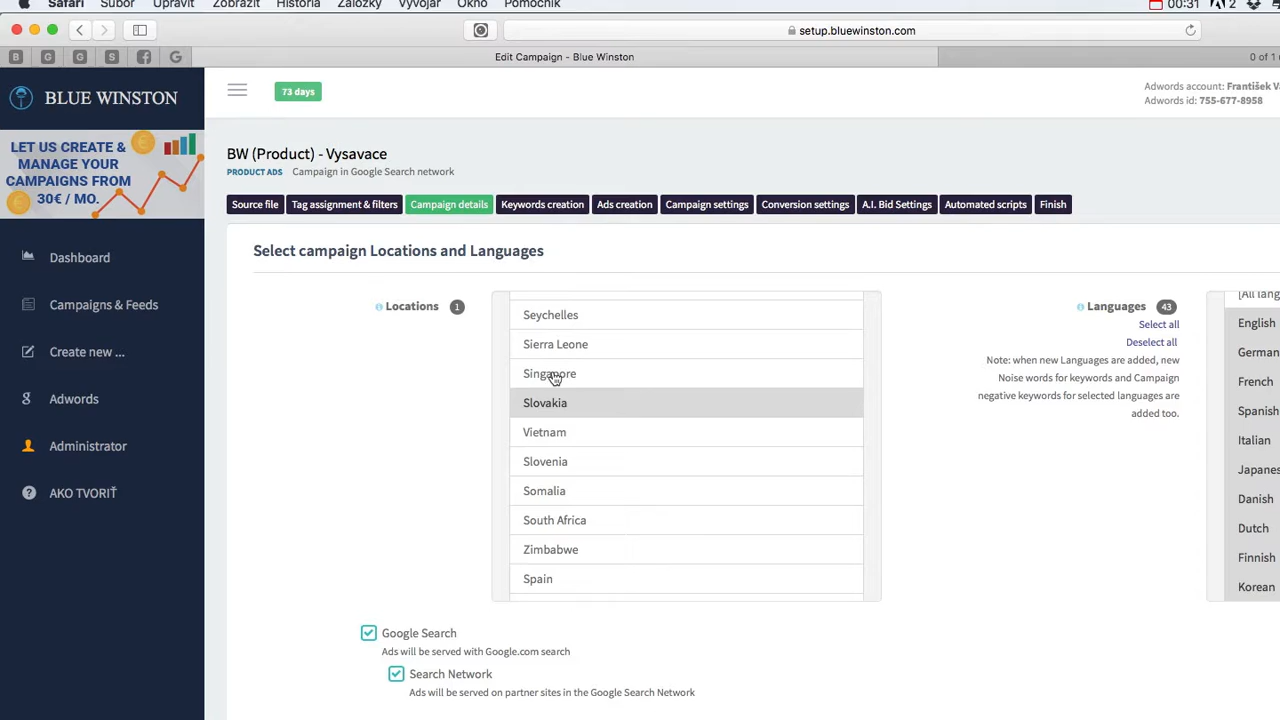 Safari Súbor Upraviť Zobraziť História Záložky Vývojár Okno Pomocník 00:31 2
setup.bluewinston.com
B G G S f G Edit Campaign - Blue Winston 0 of 1
BLUE WINSTON
73 days
Adwords account: František
Adwords id: 755-677-8958
LET US CREATE &
MANAGE YOUR
CAMPAIGNS FROM
30€ / MO.
Dashboard
Campaigns & Feeds
Create new ...
Adwords
Administrator
AKO TVORIŤ
BW (Product) - Vysavace
PRODUCT ADS Campaign in Google Search network
Source file Tag assignment & filters Campaign details Keywords creation Ads creation Campaign settings Conversion settings A.I. Bid Settings Automated scripts Finish
Select campaign Locations and Languages
Locations 1
Seychelles
Sierra Leone
Singapore
Slovakia
Vietnam
Slovenia
Somalia
South Africa
Zimbabwe
Spain
Languages 43
Select all
Deselect all
Note: when new Languages are added, new
Noise words for keywords and Campaign
negative keywords for selected languages are
added too.
[All lang
English
German
French
Spanish
Italian
Japanes
Danish
Dutch
Finnish
Korean
Google Search
Ads will be served with Google.com search
Search Network
Ads will be served on partner sites in the Google Search Network